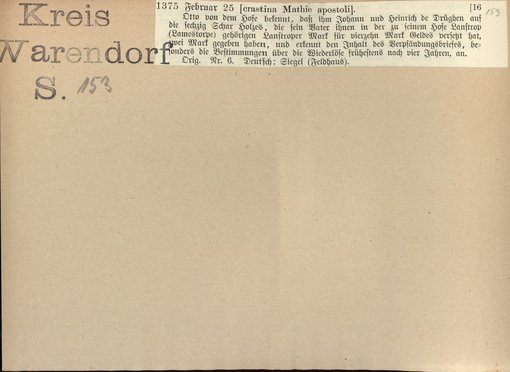 Kreis
Warendorf
S. 153
1375 Februar 25 [crastina Mathie apostoli]. [16 153
Otto von dem Hofe bekennt, daß ihm Johann und Heinrich de Drüghen auf
die sechzig Schar Holzes, die sein Vater ihnen in der zu seinem Hofe Lanstrop
(Lamestorpe) gehörigen Lanstroper Mark für vierzehn Mark Geldes versetzt hat,
zwei Mark gegeben haben, und erkennt den Inhalt des Verpfändungsbriefes, be-
sonders die Bestimmungen über die Wiederlöse frühestens nach vier Jahren, an.
Orig. Nr. 6. Deutsch; Siegel (Feldhaus).